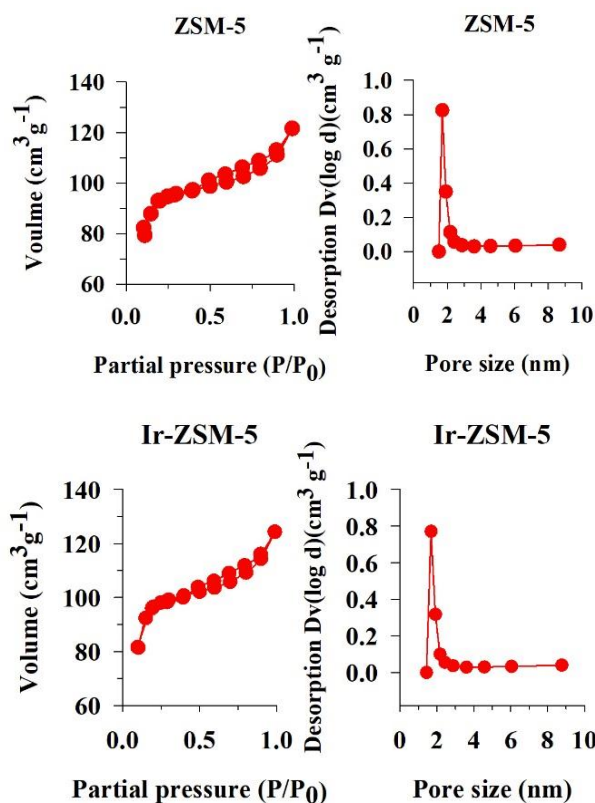 ZSM-5
Voulme (cm³ g⁻¹)
140
120
100
80
60
0.0 0.5 1.0
Partial pressure (P/P₀)
ZSM-5
Desorption Dv(log d)(cm³ g⁻¹)
1.0
0.8
0.6
0.4
0.2
0.0
0 2 4 6 8 10
Pore size (nm)
Ir-ZSM-5
Volume (cm³g⁻¹)
140
120
100
80
60
0.0 0.5 1.0
Partial pressure (P/P₀)
Ir-ZSM-5
Desorption Dv(log d)(cm³ g⁻¹)
1.0
0.8
0.6
0.4
0.2
0.0
0 2 4 6 8 10
Pore size (nm)